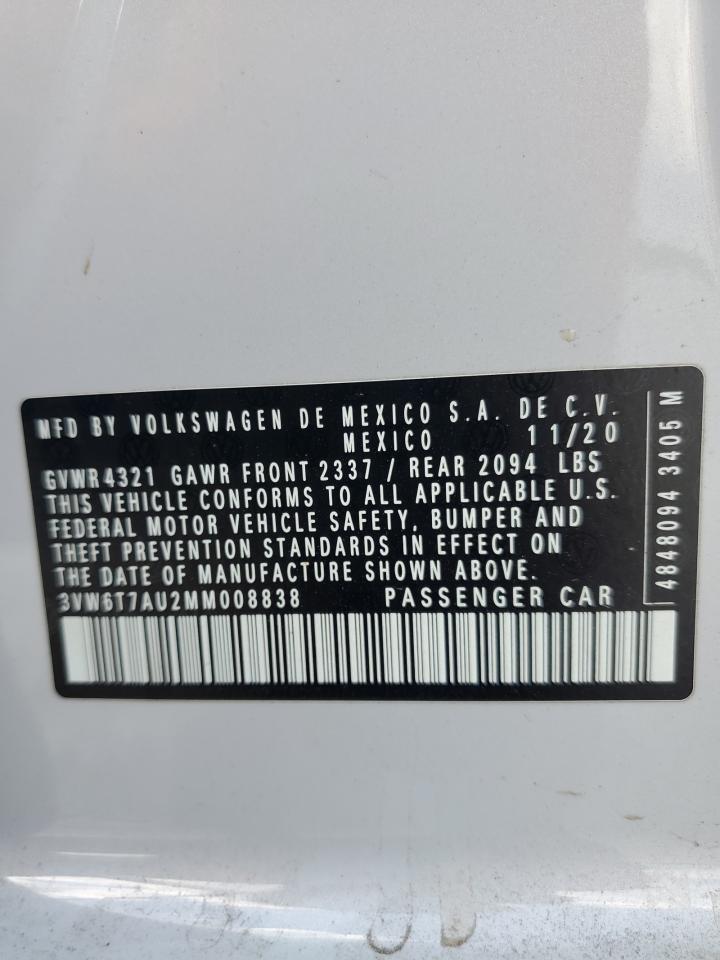 MFD BY VOLKSWAGEN DE MEXICO S.A. DE C.V.
MEXICO 11/20
GVWR4321 GAWR FRONT 2337 / REAR 2094 LBS
THIS VEHICLE CONFORMS TO ALL APPLICABLE U.S.
FEDERAL MOTOR VEHICLE SAFETY, BUMPER AND
THEFT PREVENTION STANDARDS IN EFFECT ON
THE DATE OF MANUFACTURE SHOWN ABOVE.
3VW6T7AU2MM008838 PASSENGER CAR
4848094 3405 M